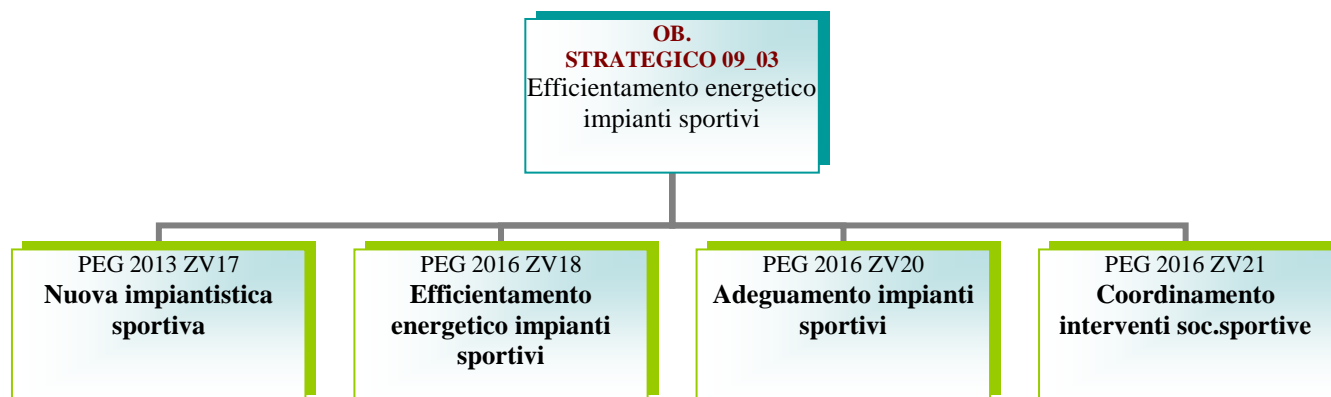 OB.
STRATEGICO 09_03
Efficientamento energetico
impianti sportivi
PEG 2013 ZV17
Nuova impiantistica
sportiva
PEG 2016 ZV18
Efficientamento
energetico impianti
sportivi
PEG 2016 ZV20
Adeguamento impianti
sportivi
PEG 2016 ZV21
Coordinamento
interventi soc.sportive